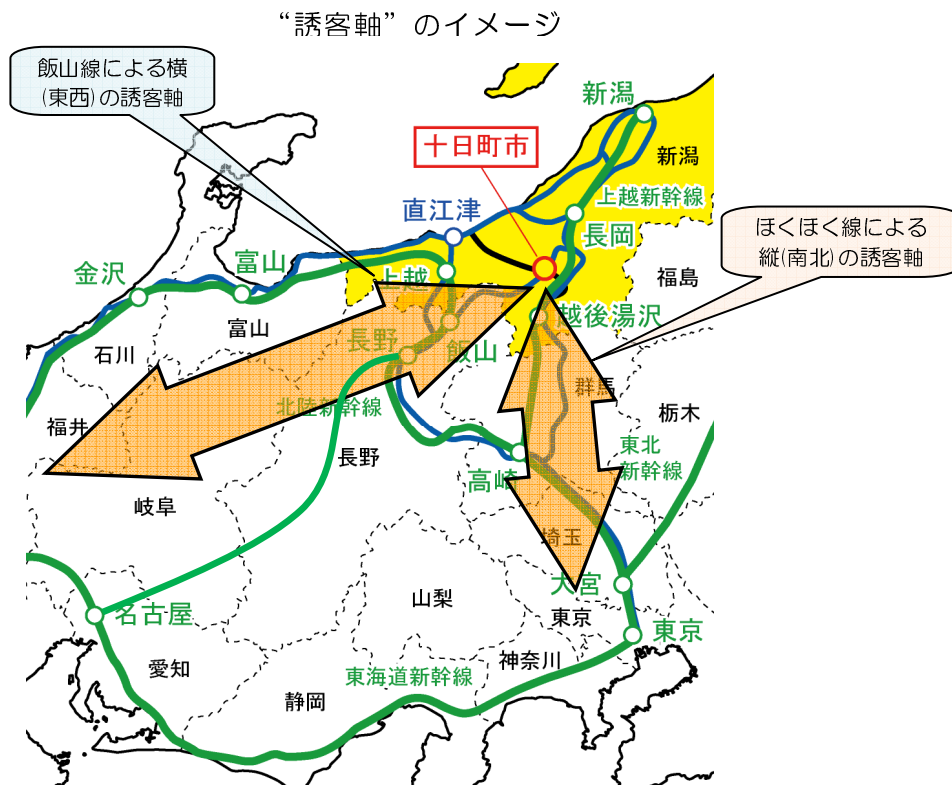 “誘客軸”のイメージ
飯山線による横
(東西)の誘客軸
新潟
十日町市
新潟
上越新幹線
直江津
長岡
ほくほく線による
縦(南北)の誘客軸
金沢
富山
上越
福島
富山
越後湯沢
石川
長野
飯山
群馬
北陸新幹線
栃木
福井
長野
東北
新幹線
高崎
岐阜
埼玉
大宮
山梨
名古屋
東京
東京
神奈川
愛知
東海道新幹線
静岡